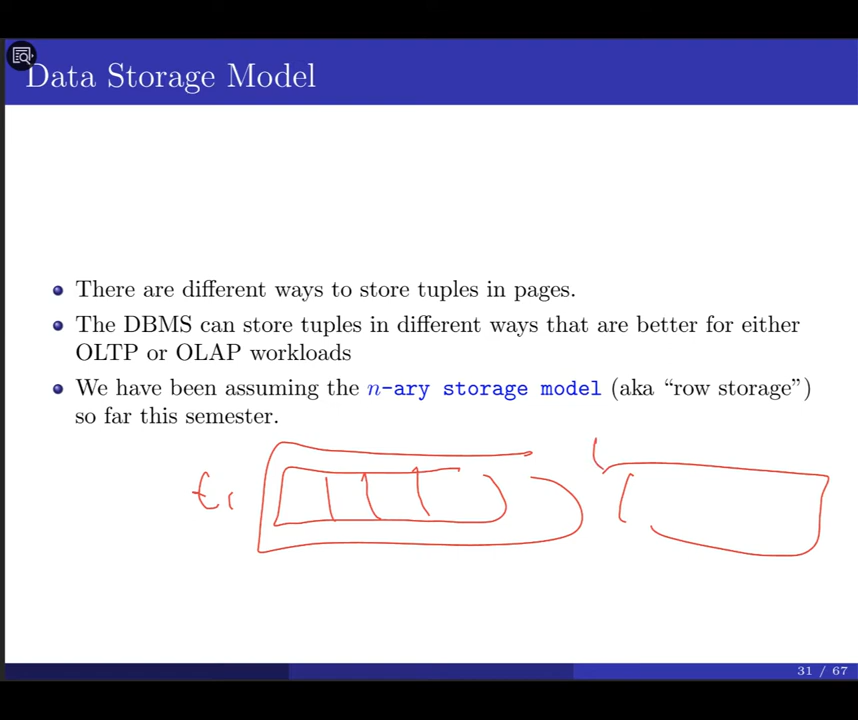 Data Storage Model
There are different ways to store tuples in pages.
The DBMS can store tuples in different ways that are better for either
OLTP or OLAP workloads
We have been assuming the n-ary storage model (aka “row storage”)
so far this semester.
t1
31 / 67